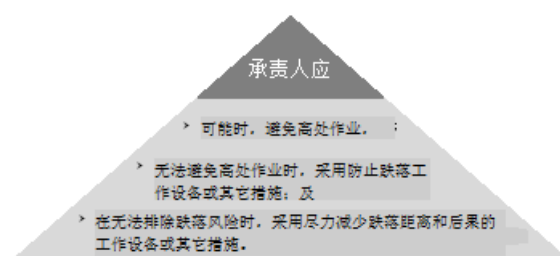 承责人应
› 可能时，避免高处作业． ；
› 无法避免高处作业时，采用防止跌落工
作设备或其它措施；及
› 在无法排除跌落风险时，采用尽力减少跌落距离和后果的
工作设备或其它措施．